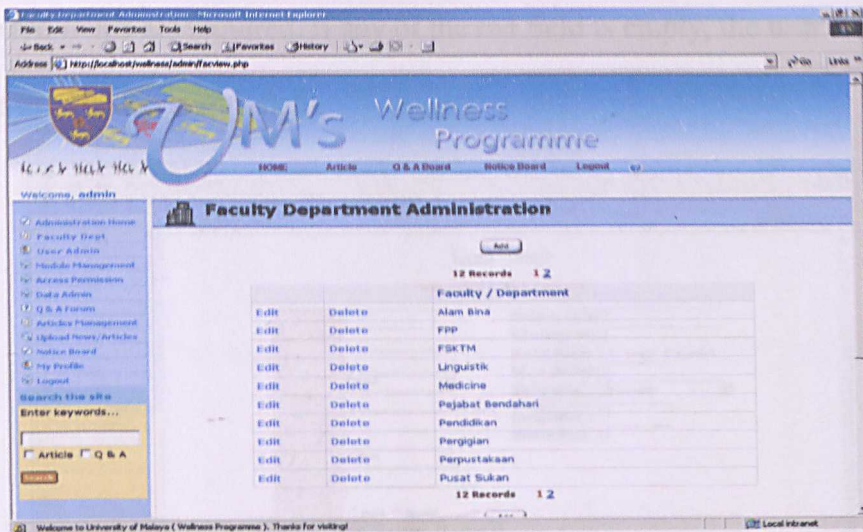 Faculty Department Administration - Microsoft Internet Explorer
File Edit View Favorites Tools Help
Back Search Favorites History
Address http://localhost/wellness/admin/facview.php Go Links »
UM's Wellness
Programme
HOME Article Q & A Board Notice Board Logout
Welcome, admin
Administration Home
Faculty Dept
User Admin
Module Management
Access Permission
Data Admin
Q & A Forum
Articles Management
Upload News/Articles
Notice Board
My Profile
Logout
Search the site
Enter keywords...
Article Q & A
Search
Faculty Department Administration
Add
12 Records 1 2
Faculty / Department
Edit Delete Alam Bina
Edit Delete FPP
Edit Delete FSKTM
Edit Delete Linguistik
Edit Delete Medicine
Edit Delete Pejabat Bendahari
Edit Delete Pendidikan
Edit Delete Pergigian
Edit Delete Perpustakaan
Edit Delete Pusat Sukan
12 Records 1 2
Welcome to University of Malaya ( Wellness Programme ). Thanks for visiting!
Local intranet